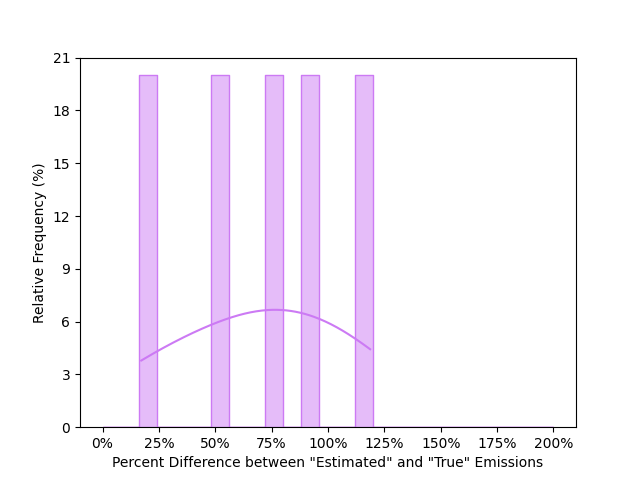 21
18
15
12
9
6
3
0
Relative Frequency (%)
0% 25% 50% 75% 100% 125% 150% 175% 200%
Percent Difference between "Estimated" and "True" Emissions